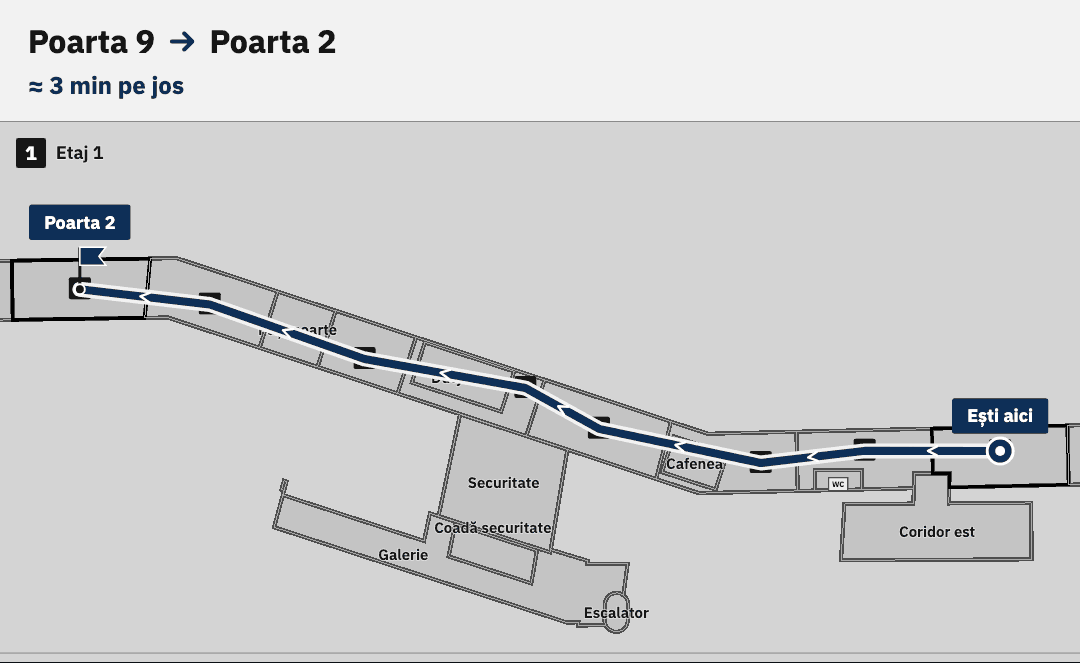 Poarta 9 → Poarta 2
≈ 3 min pe jos
1 Etaj 1
Poarta 2
Ești aici
Cafenea
WC
Securitate
Coadă securitate
Coridor est
Galerie
Escalator